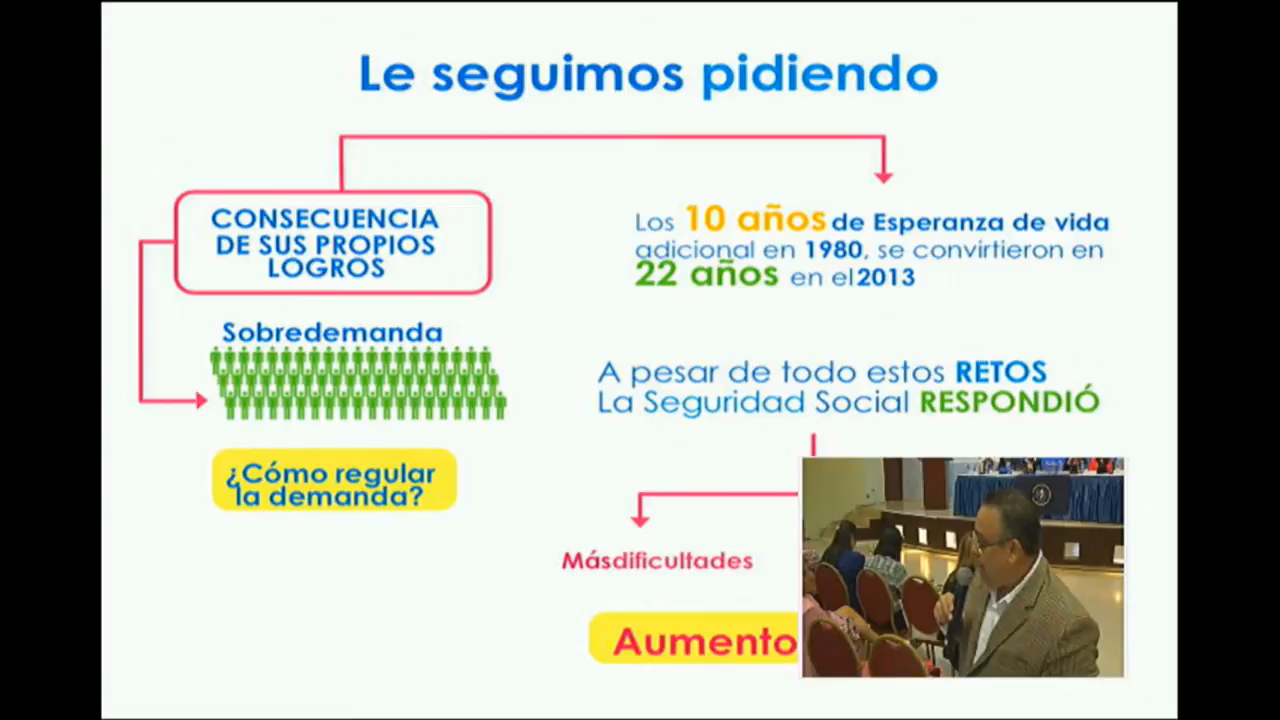 Le seguimos pidiendo
CONSECUENCIA
DE SUS PROPIOS
LOGROS
Sobredemanda
¿Cómo regular
la demanda?
Los 10 años de Esperanza de vida
adicional en 1980, se convirtieron en
22 años en el 2013
A pesar de todo estos RETOS
La Seguridad Social RESPONDIÓ
Másdificultades
Aumento